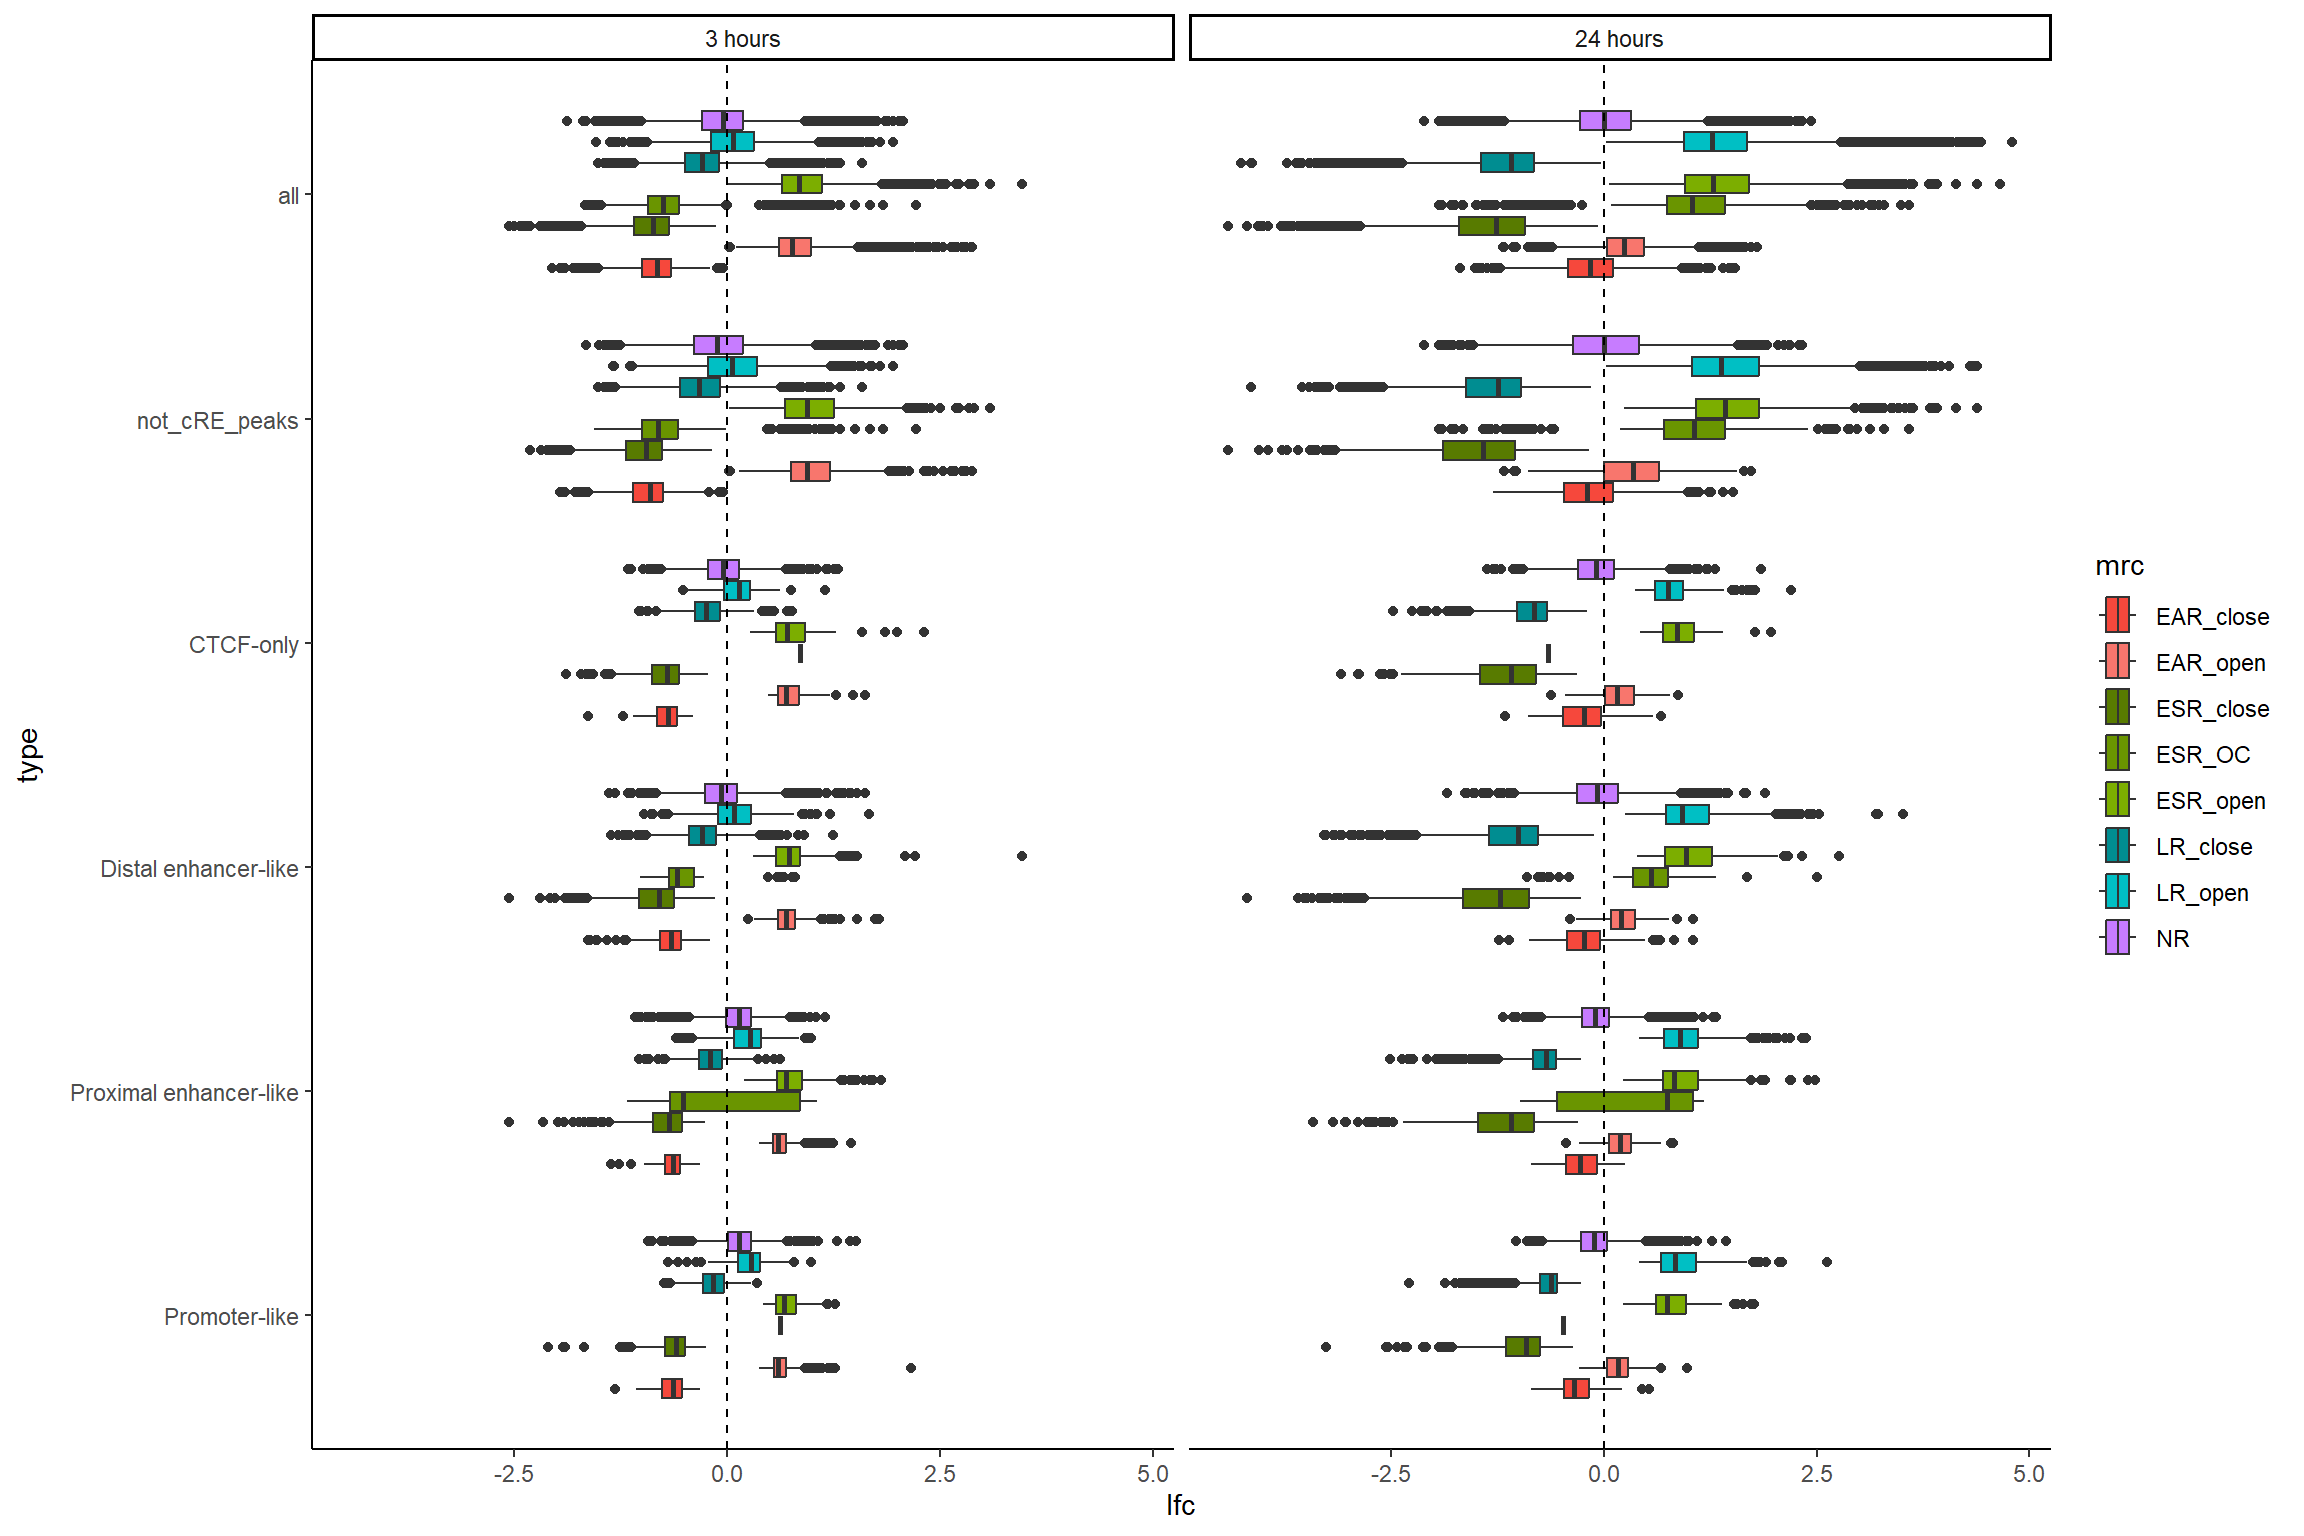 3 hours
24 hours
type
all
not_cRE_peaks
CTCF-only
Distal enhancer-like
Proximal enhancer-like
Promoter-like
-2.5 0.0 2.5 5.0
-2.5 0.0 2.5 5.0
lfc
mrc
EAR_close
EAR_open
ESR_close
ESR_OC
ESR_open
LR_close
LR_open
NR